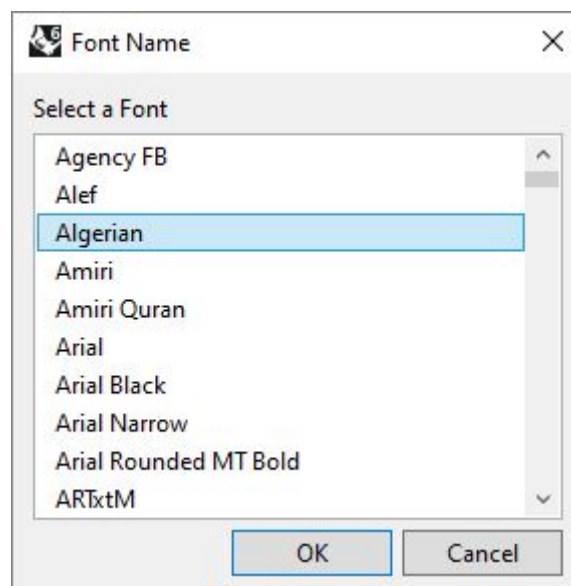 6
Font Name
Select a Font
Agency FB
Alef
Algerian
Amiri
Amiri Quran
Arial
Arial Black
Arial Narrow
Arial Rounded MT Bold
ARTxtM
OK Cancel